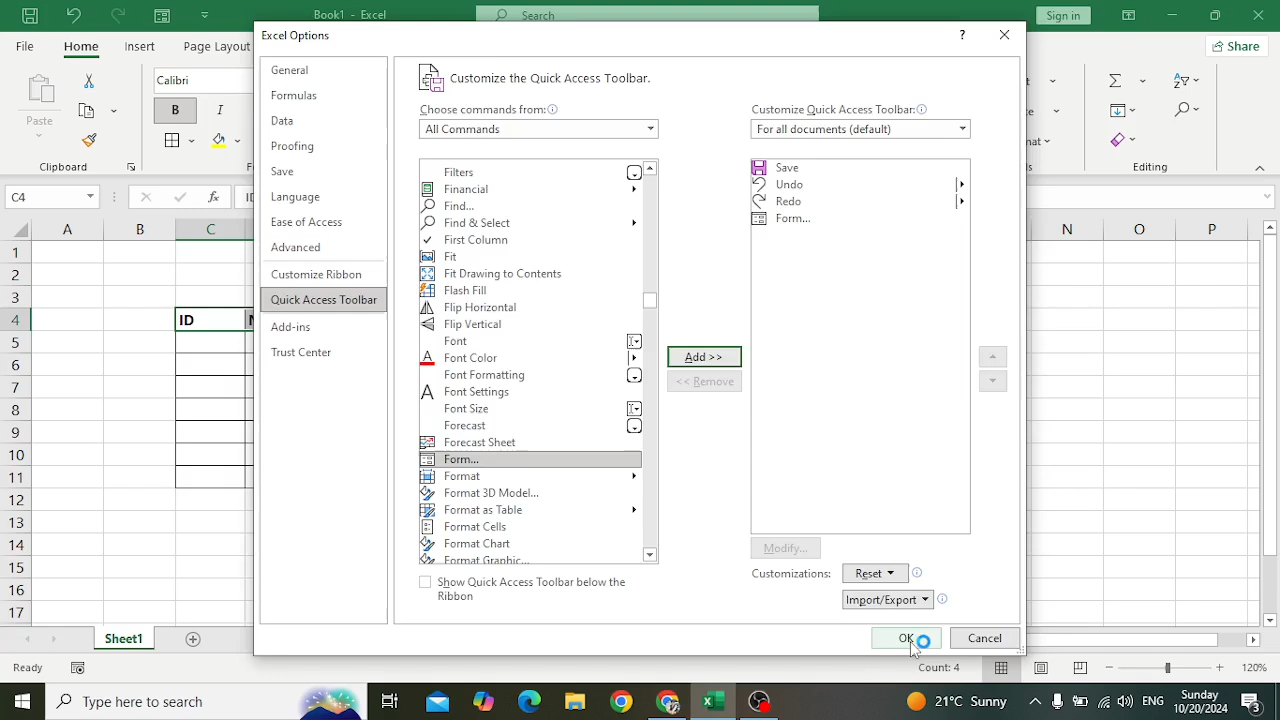 Book1 - Excel
Search
Sign in
Excel Options
File
Home
Insert
Page Layout
Share
Paste
Clipboard
Calibri
B
I
Editing
C4
General
Formulas
Data
Proofing
Save
Language
Ease of Access
Advanced
Customize Ribbon
Quick Access Toolbar
Add-ins
Trust Center
Customize the Quick Access Toolbar.
Choose commands from:
All Commands
Filters
Financial
Find...
Find & Select
First Column
Fit
Fit Drawing to Contents
Flash Fill
Flip Horizontal
Flip Vertical
Font
Font Color
Font Formatting
Font Settings
Font Size
Forecast
Forecast Sheet
Form...
Format
Format 3D Model...
Format as Table
Format Cells
Format Chart
Format Graphic...
Show Quick Access Toolbar below the
Ribbon
Add >>
<< Remove
Customize Quick Access Toolbar:
For all documents (default)
Save
Undo
Redo
Form...
Modify...
Customizations:
Reset
Import/Export
OK
Cancel
A B C N O P
1
2
3
4
ID
5
6
7
8
9
10
11
12
13
14
15
16
17
Sheet1
Ready
Count: 4
120%
Type here to search
21°C Sunny
Sunday
10/20/2024
3